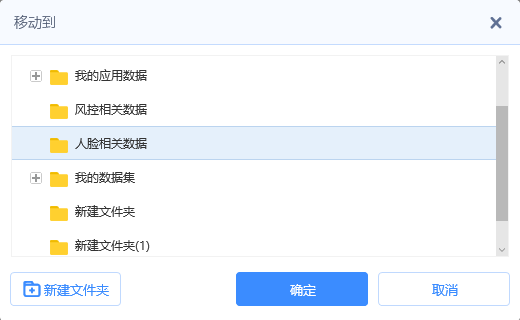 移动到
我的应用数据
风控相关数据
人脸相关数据
我的数据集
新建文件夹
新建文件夹(1)
新建文件夹
确定
取消